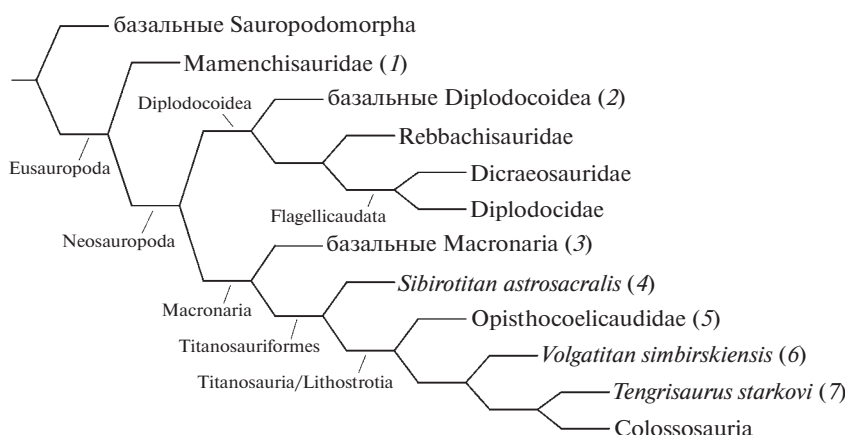 базальные Sauropodomorpha
Mamenchisauridae (1)
Diplodocoidea
базальные Diplodocoidea (2)
Rebbachisauridae
Eusauropoda
Dicraeosauridae
Flagellicaudata
Diplodocidae
Neosauropoda
базальные Macronaria (3)
Sibirotitan astrosacralis (4)
Macronaria
Opisthocoelicaudidae (5)
Titanosauriformes
Volgatitan simbirskiensis (6)
Titanosauria/Lithostrotia
Tengrisaurus starkovi (7)
Colossosauria